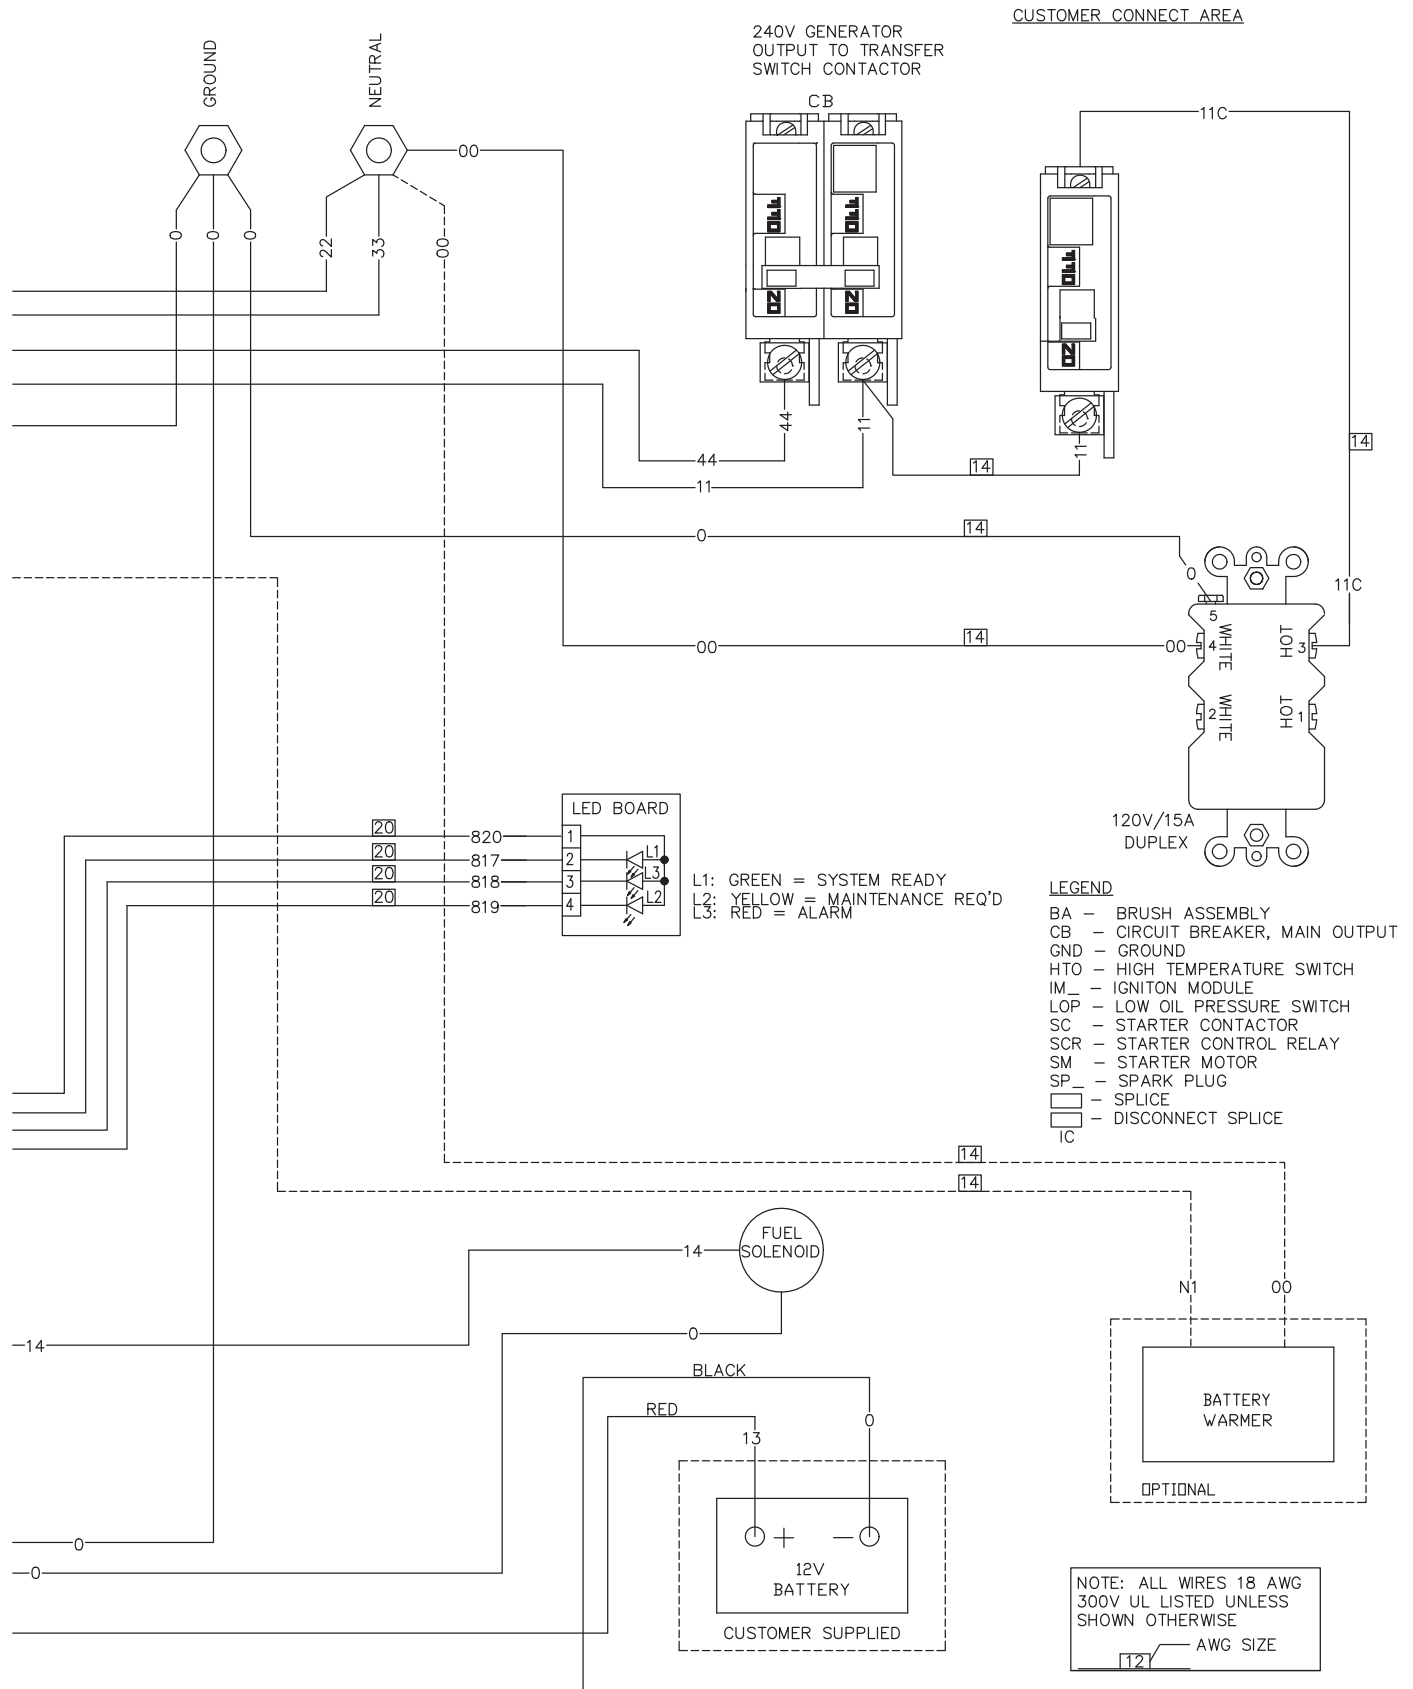 CUSTOMER CONNECT AREA
240V GENERATOR
OUTPUT TO TRANSFER
SWITCH CONTACTOR
CB
GROUND
NEUTRAL
11C
00
0
0
0
22
33
00
OFF
OFF
OFF
ON
ON
ON
44
11
11
14
44
14
11
14
0
0
11C
5
14
00
00
4
WHITE
HOT
3
2
WHITE
HOT
1
120V/15A
DUPLEX
LED BOARD
20
820
1
20
817
2
L1
20
818
3
L3
20
819
4
L2
L1: GREEN = SYSTEM READY
L2: YELLOW = MAINTENANCE REQ'D
L3: RED = ALARM
LEGEND
BA – BRUSH ASSEMBLY
CB – CIRCUIT BREAKER, MAIN OUTPUT
GND – GROUND
HTO – HIGH TEMPERATURE SWITCH
IM_ – IGNITON MODULE
LOP – LOW OIL PRESSURE SWITCH
SC – STARTER CONTACTOR
SCR – STARTER CONTROL RELAY
SM – STARTER MOTOR
SP_ – SPARK PLUG
– SPLICE
– DISCONNECT SPLICE
IC
14
14
FUEL
SOLENOID
14
N1
00
0
14
BLACK
RED
13
0
BATTERY
WARMER
OPTIONAL
+ –
12V
BATTERY
CUSTOMER SUPPLIED
0
0
NOTE: ALL WIRES 18 AWG
300V UL LISTED UNLESS
SHOWN OTHERWISE
AWG SIZE
12